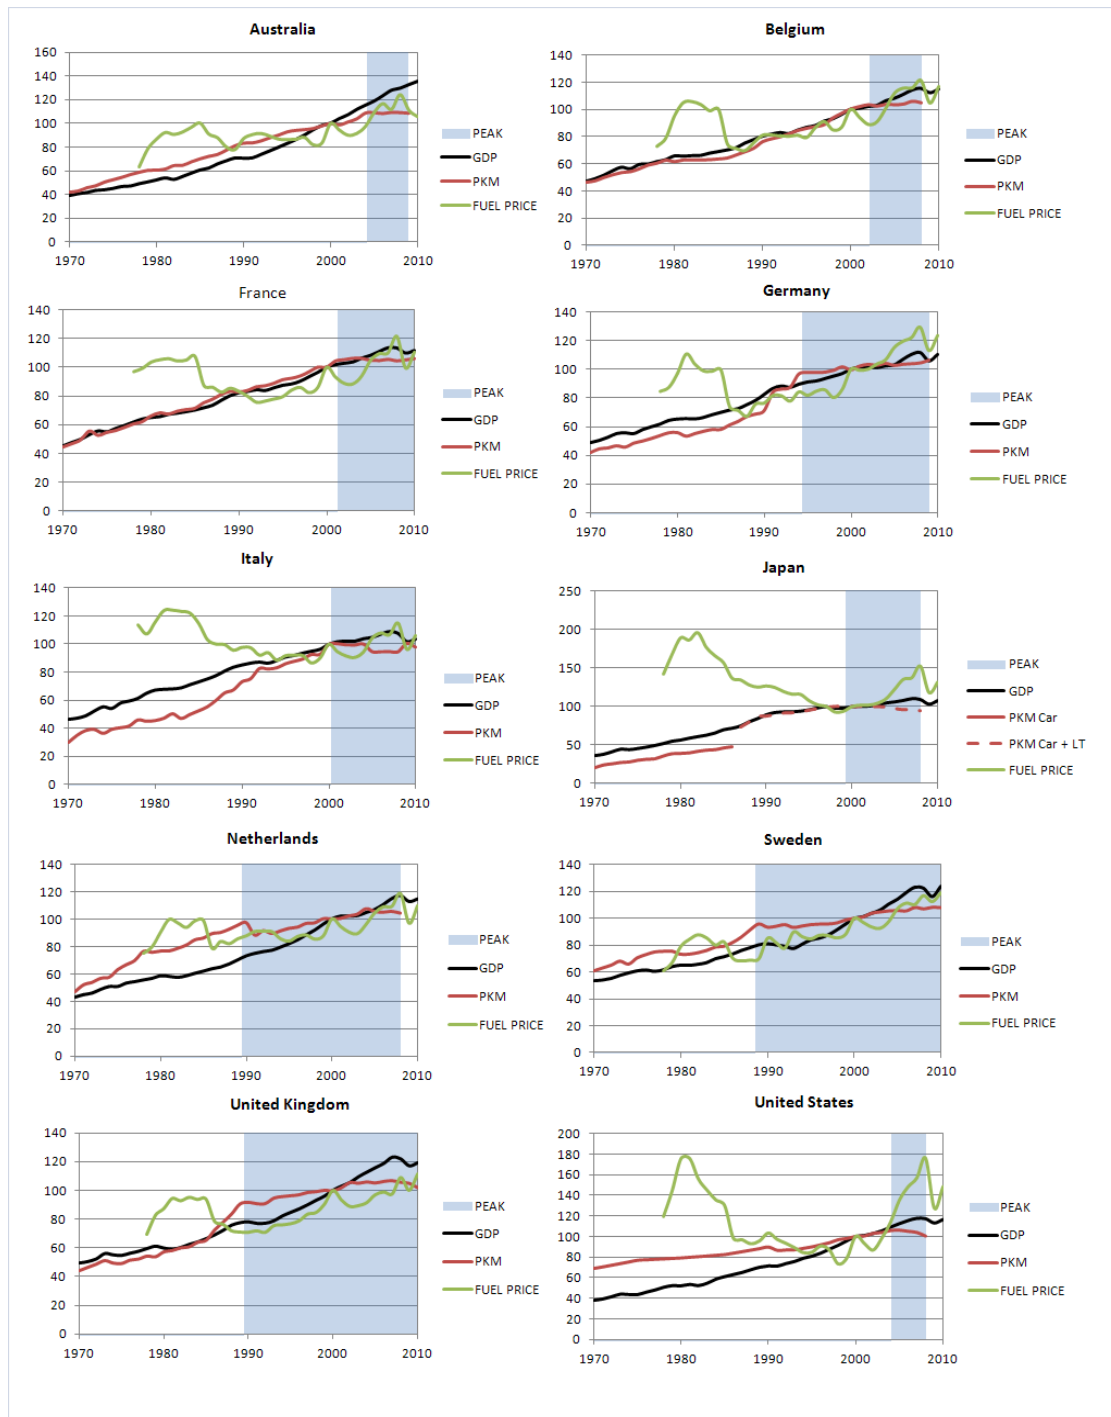 Australia
160
140
120
100
80
60
40
20
0
1970 1980 1990 2000 2010
PEAK
GDP
PKM
FUEL PRICE
Belgium
140
120
100
80
60
40
20
0
1970 1980 1990 2000 2010
PEAK
GDP
PKM
FUEL PRICE
France
140
120
100
80
60
40
20
0
1970 1980 1990 2000 2010
PEAK
GDP
PKM
FUEL PRICE
Germany
140
120
100
80
60
40
20
0
1970 1980 1990 2000 2010
PEAK
GDP
PKM
FUEL PRICE
Italy
140
120
100
80
60
40
20
0
1970 1980 1990 2000 2010
PEAK
GDP
PKM
FUEL PRICE
Japan
250
200
150
100
50
0
1970 1980 1990 2000 2010
PEAK
GDP
PKM Car
PKM Car + LT
FUEL PRICE
Netherlands
140
120
100
80
60
40
20
0
1970 1980 1990 2000 2010
PEAK
GDP
PKM
FUEL PRICE
Sweden
140
120
100
80
60
40
20
0
1970 1980 1990 2000 2010
PEAK
GDP
PKM
FUEL PRICE
United Kingdom
140
120
100
80
60
40
20
0
1970 1980 1990 2000 2010
PEAK
GDP
PKM
FUEL PRICE
United States
200
180
160
140
120
100
80
60
40
20
0
1970 1980 1990 2000 2010
PEAK
GDP
PKM
FUEL PRICE